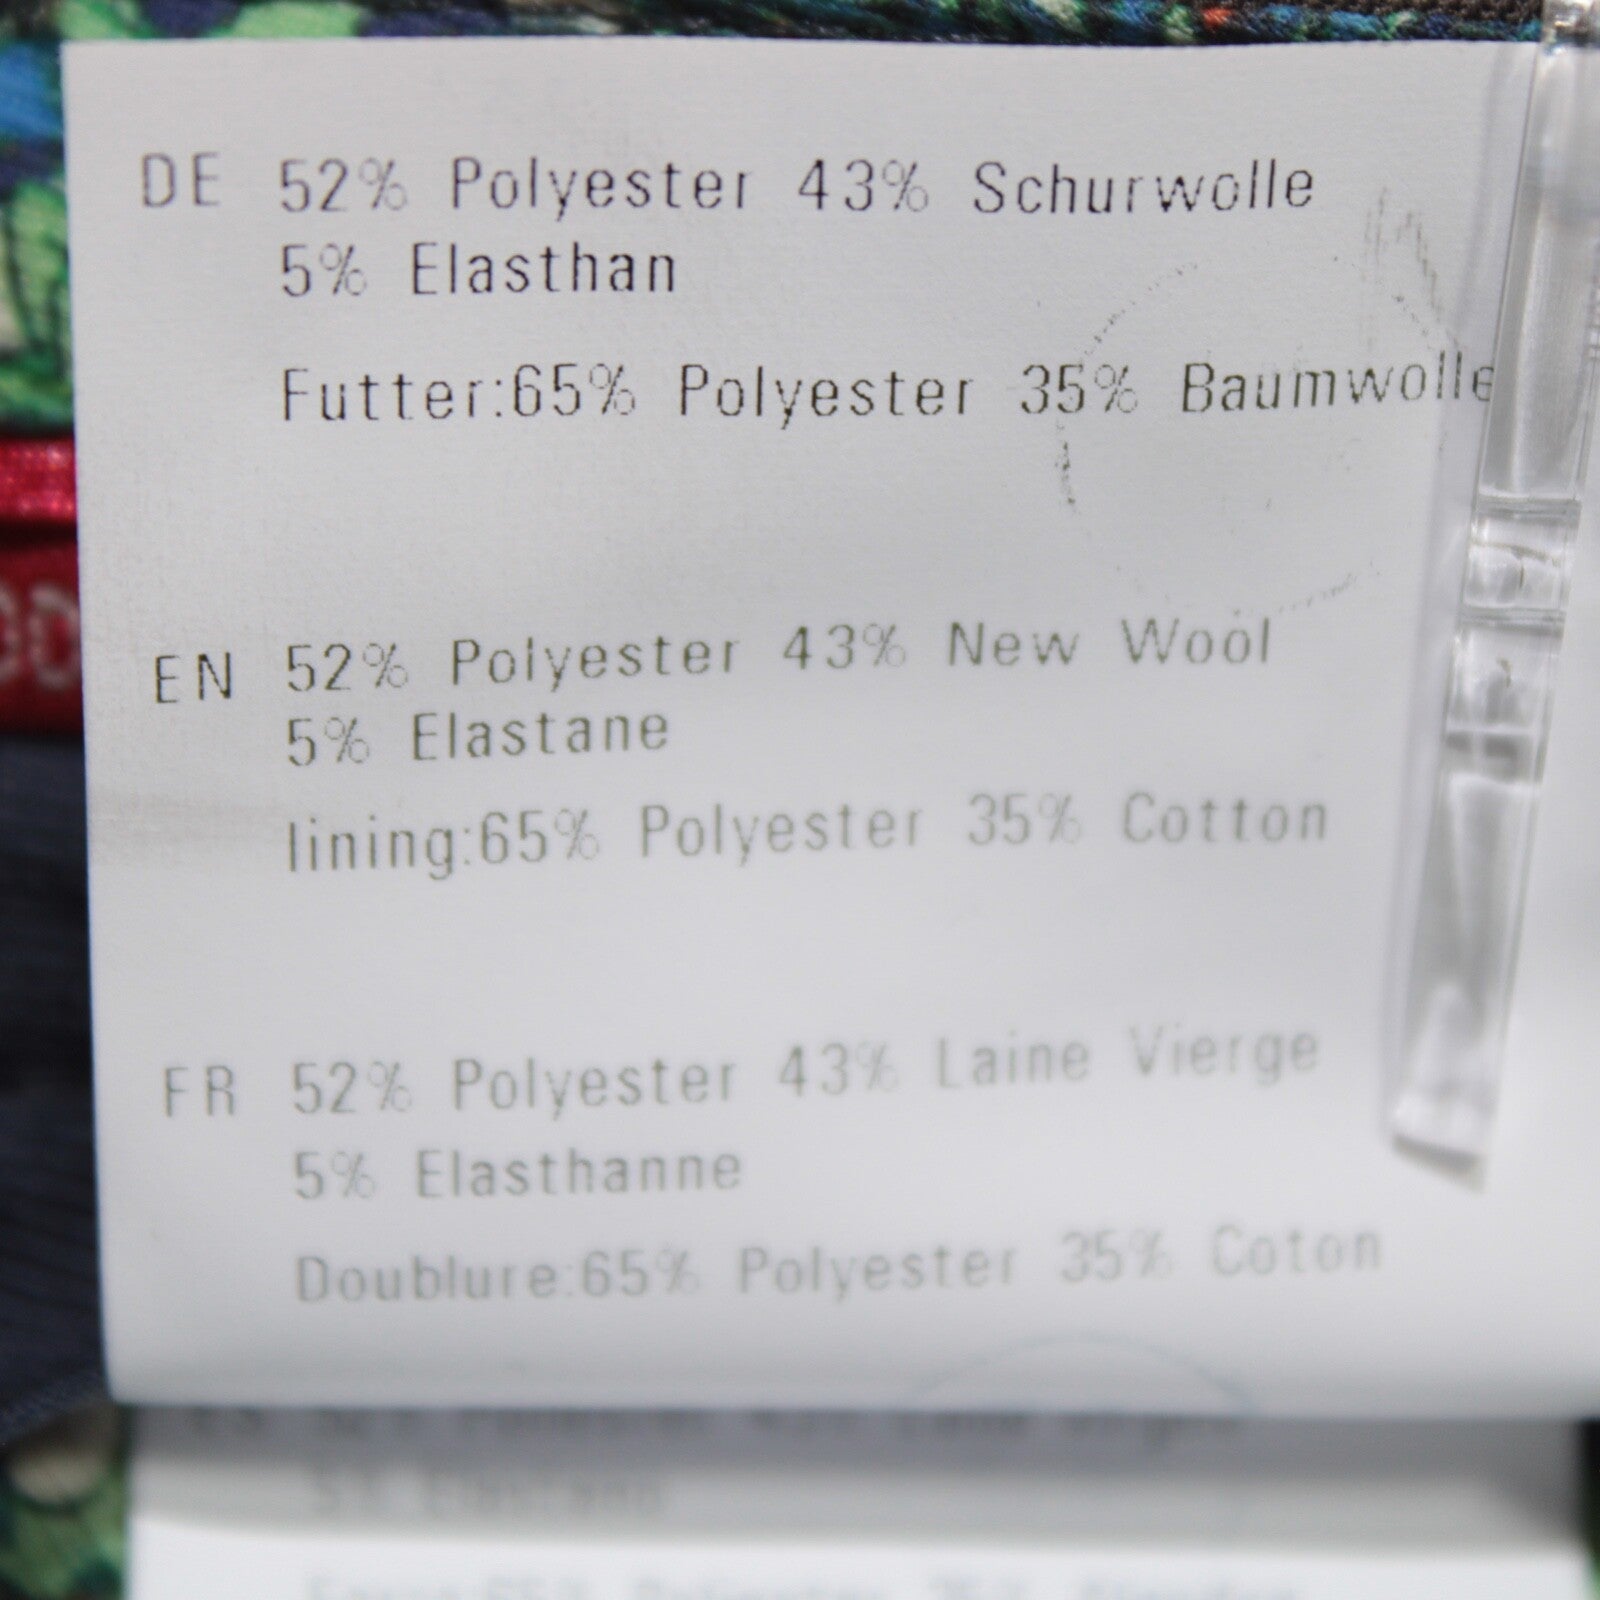 DE 52% Polyester 43% Schurwolle
5% Elasthan
Futter:65% Polyester 35% Baumwolle
EN 52% Polyester 43% New Wool
5% Elastane
lining:65% Polyester 35% Cotton
FR 52% Polyester 43% Laine Vierge
5% Elasthanne
Doublure:65% Polyester 35% Coton
5% Elastano